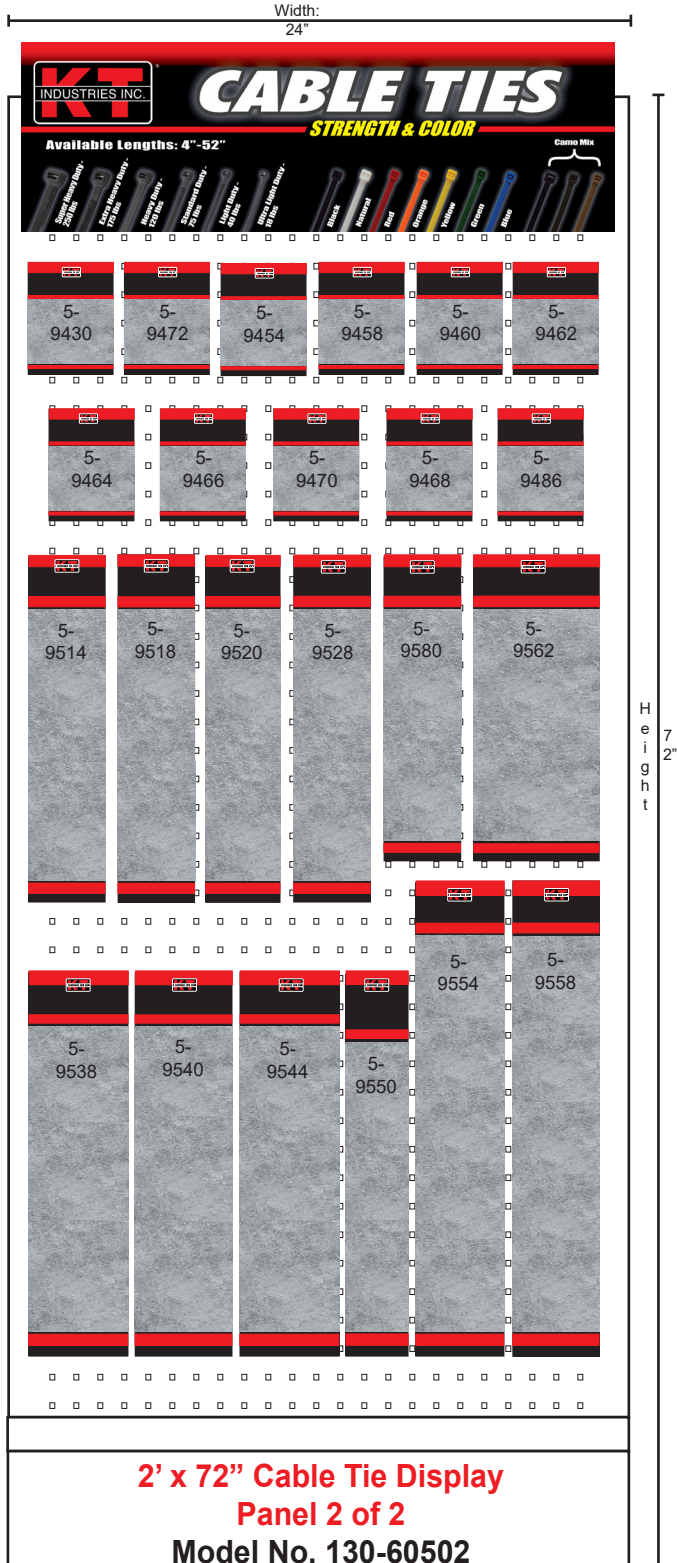 Width:
24”
KT
INDUSTRIES INC.
®
CABLE TIES
STRENGTH & COLOR
Available Lengths: 4”-52”
Camo Mix
Super Heavy Duty -
250 lbs
Extra Heavy Duty -
175 lbs
Heavy Duty -
120 lbs
Standard Duty -
75 lbs
Light Duty -
40 lbs
Ultra Light Duty -
18 lbs
Black
Natural
Red
Orange
Yellow
Green
Blue
5-
9430
5-
9472
5-
9454
5-
9458
5-
9460
5-
9462
5-
9464
5-
9466
5-
9470
5-
9468
5-
9486
5-
9514
5-
9518
5-
9520
5-
9528
5-
9580
5-
9562
Height
72”
5-
9554
5-
9558
5-
9538
5-
9540
5-
9544
5-
9550
2’ x 72” Cable Tie Display
Panel 2 of 2
Model No. 130-60502